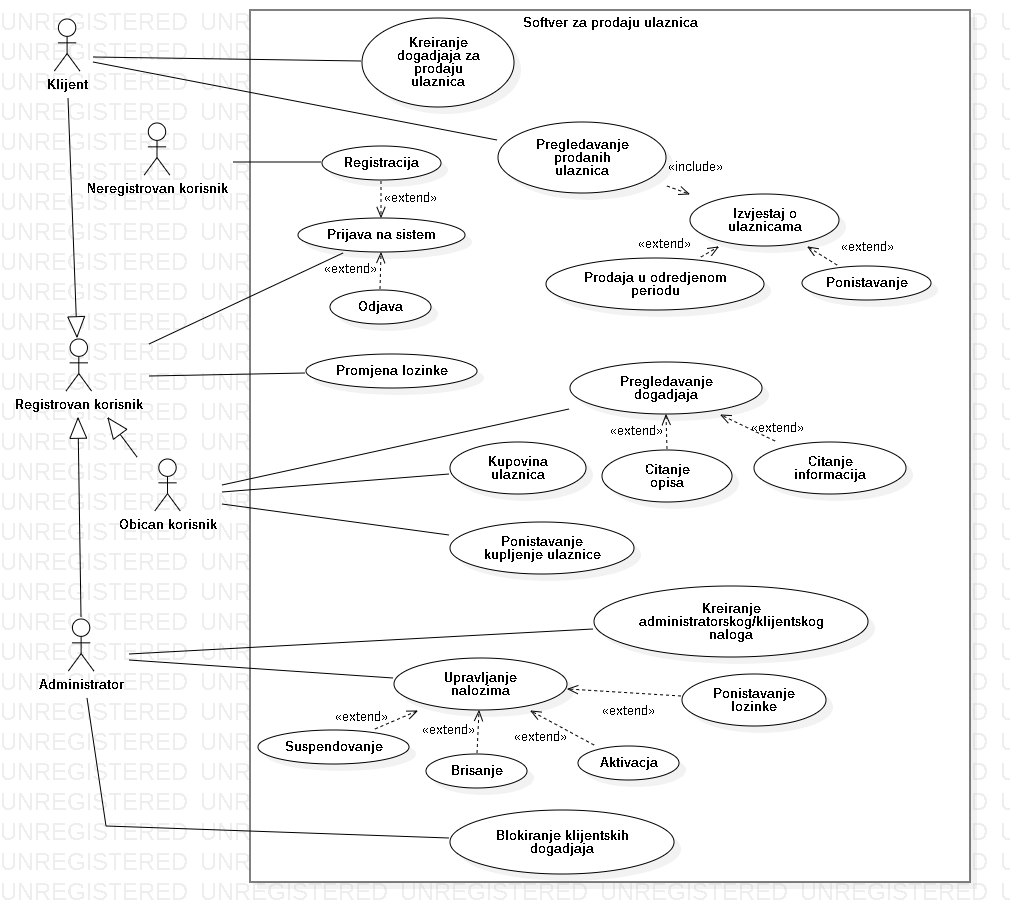 Softver za prodaju ulaznica
Klijent
Kreiranje
dogadjaja za
prodaju
ulaznica
Neregistrovan korisnik
Registracija
Pregledavanje
prodanih
ulaznica
«include»
«extend»
Prijava na sistem
Izvjestaj o
ulaznicama
«extend»
«extend»
«extend»
Odjava
Prodaja u odredjenom
periodu
Ponistavanje
Registrovan korisnik
Promjena lozinke
Pregledavanje
dogadjaja
«extend»
«extend»
Obican korisnik
Kupovina
ulaznica
Citanje
opisa
Citanje
informacija
Ponistavanje
kupljenje ulaznice
Kreiranje
administratorskog/klijentskog
naloga
Administrator
Upravljanje
nalozima
Ponistavanje
lozinke
«extend»
«extend»
«extend»
«extend»
Suspendovanje
Brisanje
Aktivacja
Blokiranje klijentskih
dogadjaja
UNREGISTERED